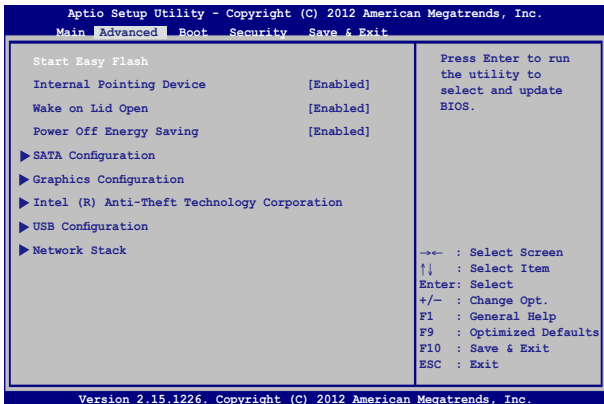 Aptio Setup Utility - Copyright (C) 2012 American Megatrends, Inc.
Main Advanced Boot Security Save & Exit
Start Easy Flash
Internal Pointing Device [Enabled]
Wake on Lid Open [Enabled]
Power Off Energy Saving [Enabled]
SATA Configuration
Graphics Configuration
Intel (R) Anti-Theft Technology Corporation
USB Configuration
Network Stack
Press Enter to run
the utility to
select and update
BIOS.
→← : Select Screen
↑↓ : Select Item
Enter: Select
+/— : Change Opt.
F1 : General Help
F9 : Optimized Defaults
F10 : Save & Exit
ESC : Exit
Version 2.15.1226. Copyright (C) 2012 American Megatrends, Inc.